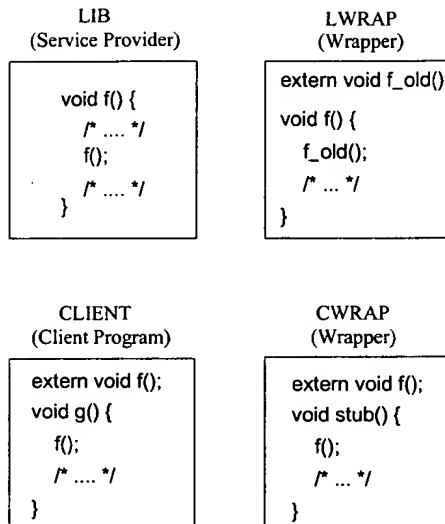 LIB
(Service Provider)
void f() {
/* .... */
f();
/* .... */
}
LWRAP
(Wrapper)
extern void f_old()
void f() {
f_old();
/* ... */
}
CLIENT
(Client Program)
extern void f();
void g() {
f();
/* .... */
}
CWRAP
(Wrapper)
extern void f();
void stub() {
f();
/* ... */
}